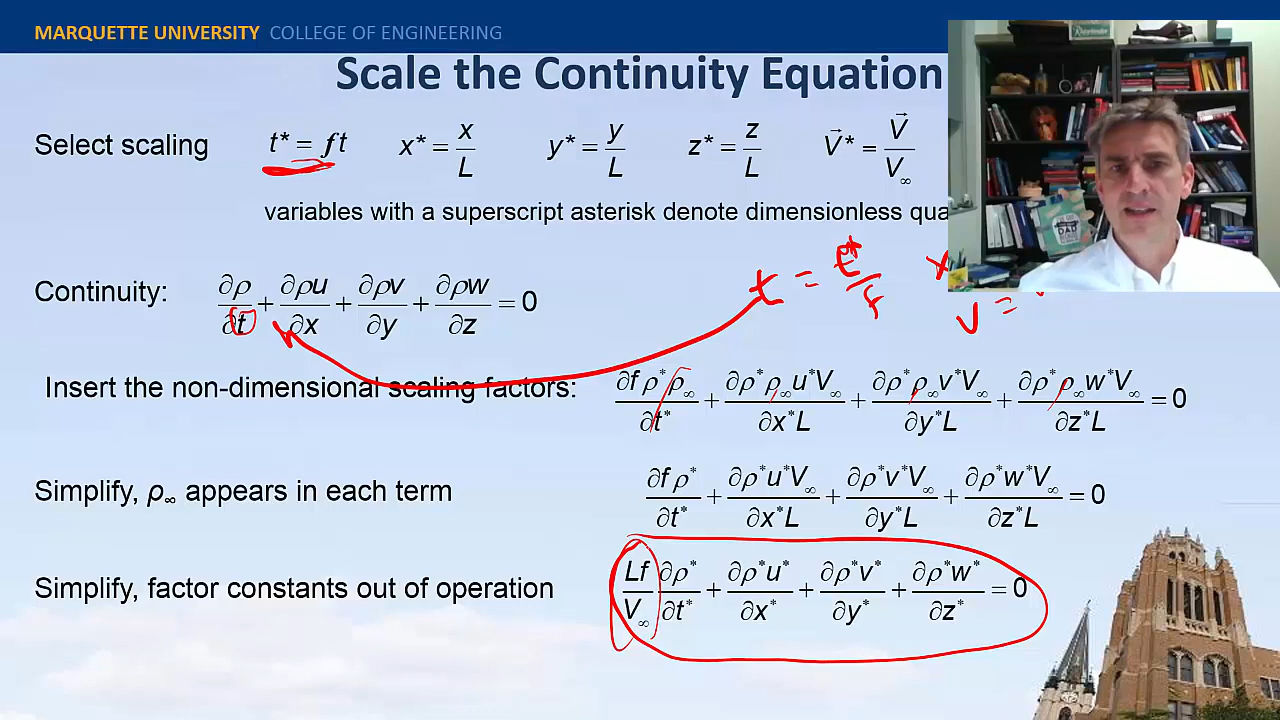 MARQUETTE UNIVERSITY COLLEGE OF ENGINEERING
Scale the Continuity Equation
Select scaling t* = ft x* = x/L y* = y/L z* = z/L V⃗* = V⃗/V∞
variables with a superscript asterisk denote dimensionless qua
t = t*/f x
v =
Continuity: ∂ρ/∂t + ∂ρu/∂x + ∂ρv/∂y + ∂ρw/∂z = 0
Insert the non-dimensional scaling factors: ∂fρ*ρ∞/∂t* + ∂ρ*ρ∞u*V∞/∂x*L + ∂ρ*ρ∞v*V∞/∂y*L + ∂ρ*ρ∞w*V∞/∂z*L = 0
Simplify, ρ∞ appears in each term ∂fρ*/∂t* + ∂ρ*u*V∞/∂x*L + ∂ρ*v*V∞/∂y*L + ∂ρ*w*V∞/∂z*L = 0
Simplify, factor constants out of operation Lf/V∞ ∂ρ*/∂t* + ∂ρ*u*/∂x* + ∂ρ*v*/∂y* + ∂ρ*w*/∂z* = 0
DAD